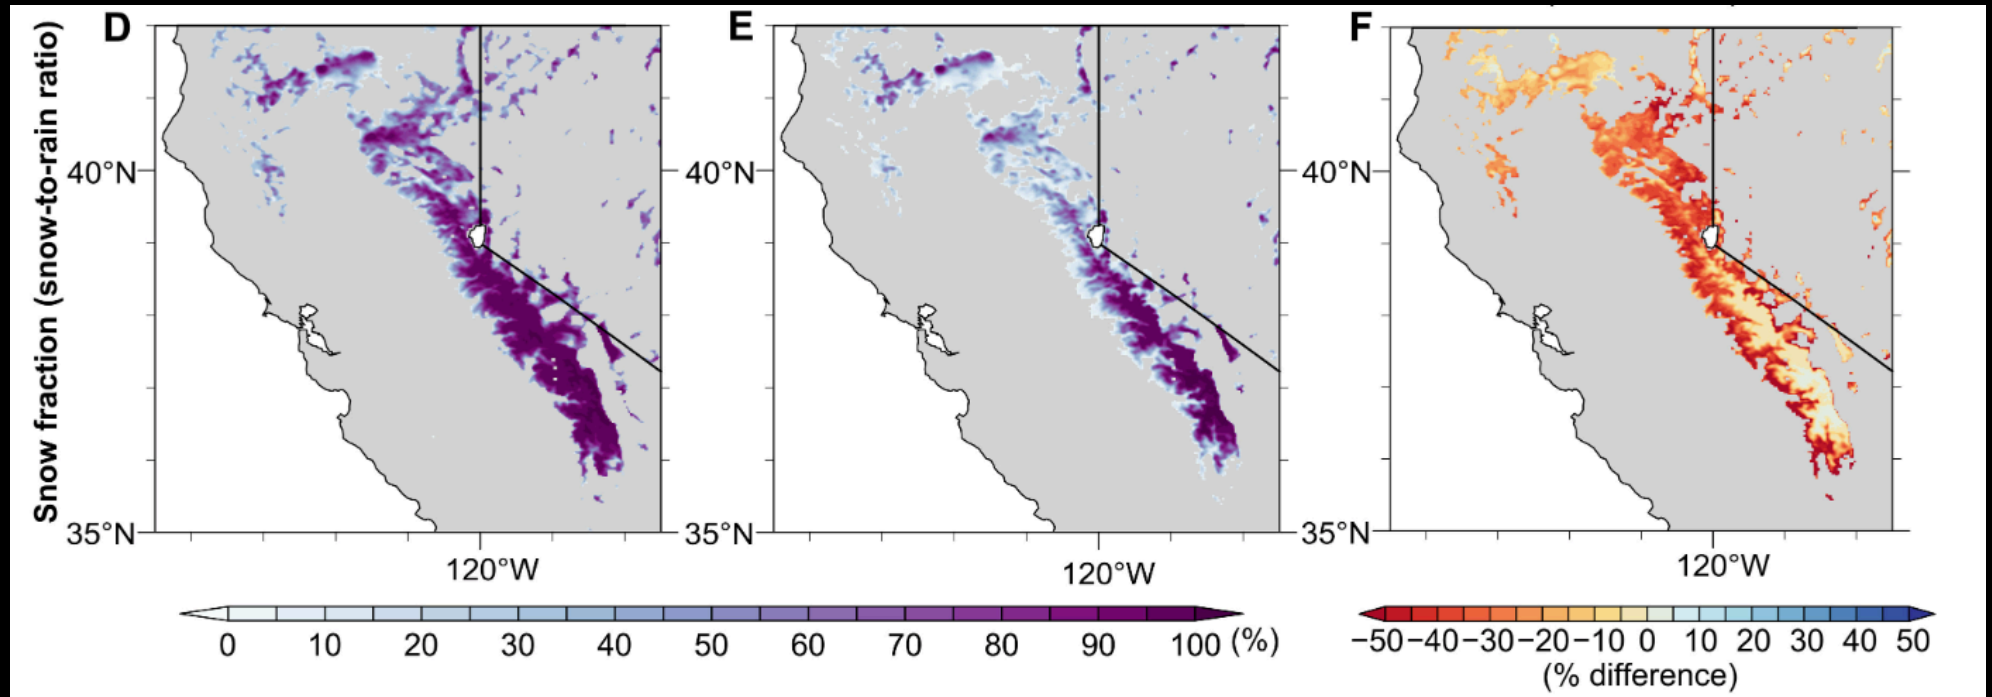 D
E
F
Snow fraction (snow-to-rain ratio)
40°N
40°N
40°N
35°N
35°N
35°N
120°W
120°W
120°W
0 10 20 30 40 50 60 70 80 90 100 (%)
−50 −40 −30 −20 −10 0 10 20 30 40 50
(% difference)